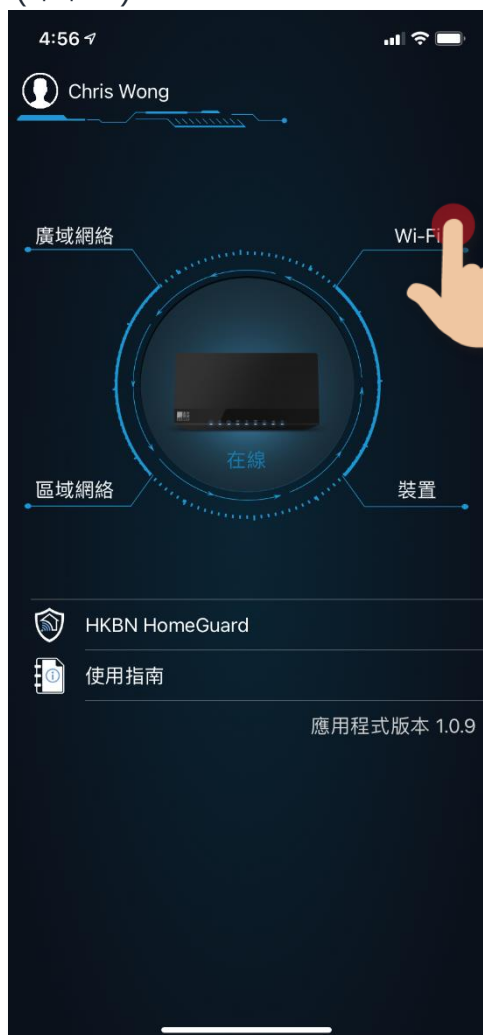 4:56
Chris Wong
廣域網絡
Wi-Fi
在線
區域網絡
裝置
HKBN HomeGuard
使用指南
應用程式版本 1.0.9